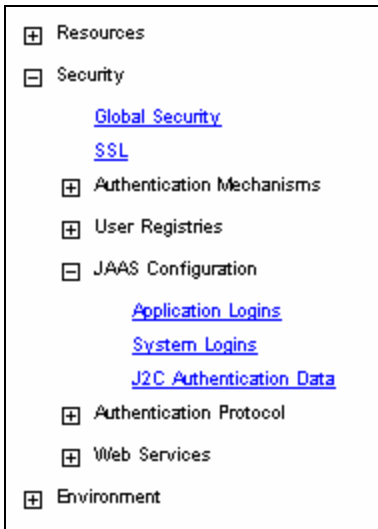 Resources
Security
Global Security
SSL
Authentication Mechanisms
User Registries
JAAS Configuration
Application Logins
System Logins
J2C Authentication Data
Authentication Protocol
Web Services
Environment